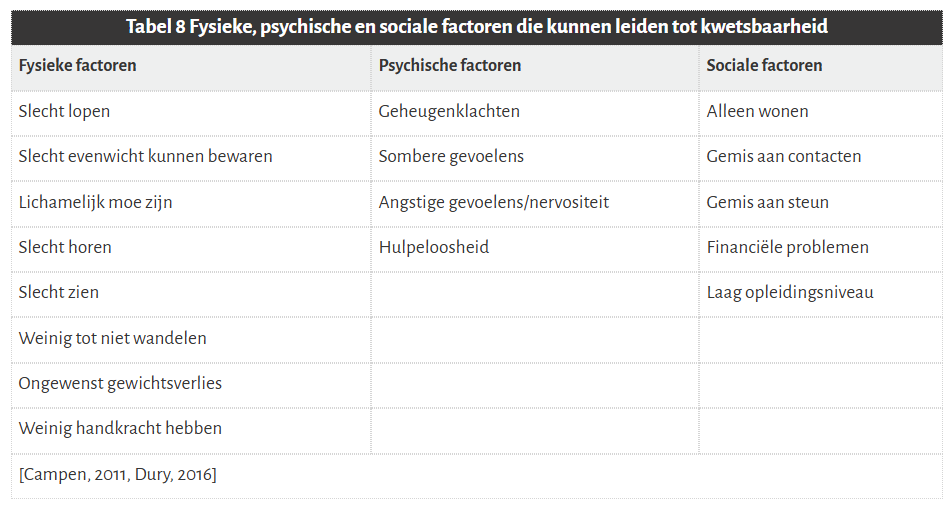 Tabel 8 Fysieke, psychische en sociale factoren die kunnen leiden tot kwetsbaarheid
Fysieke factoren Psychische factoren Sociale factoren
Slecht lopen Geheugenklachten Alleen wonen
Slecht evenwicht kunnen bewaren Sombere gevoelens Gemis aan contacten
Lichamelijk moe zijn Angstige gevoelens/nervositeit Gemis aan steun
Slecht horen Hulpeloosheid Financiële problemen
Slecht zien Laag opleidingsniveau
Weinig tot niet wandelen
Ongewenst gewichtsverlies
Weinig handkracht hebben
[Campen, 2011, Dury, 2016]